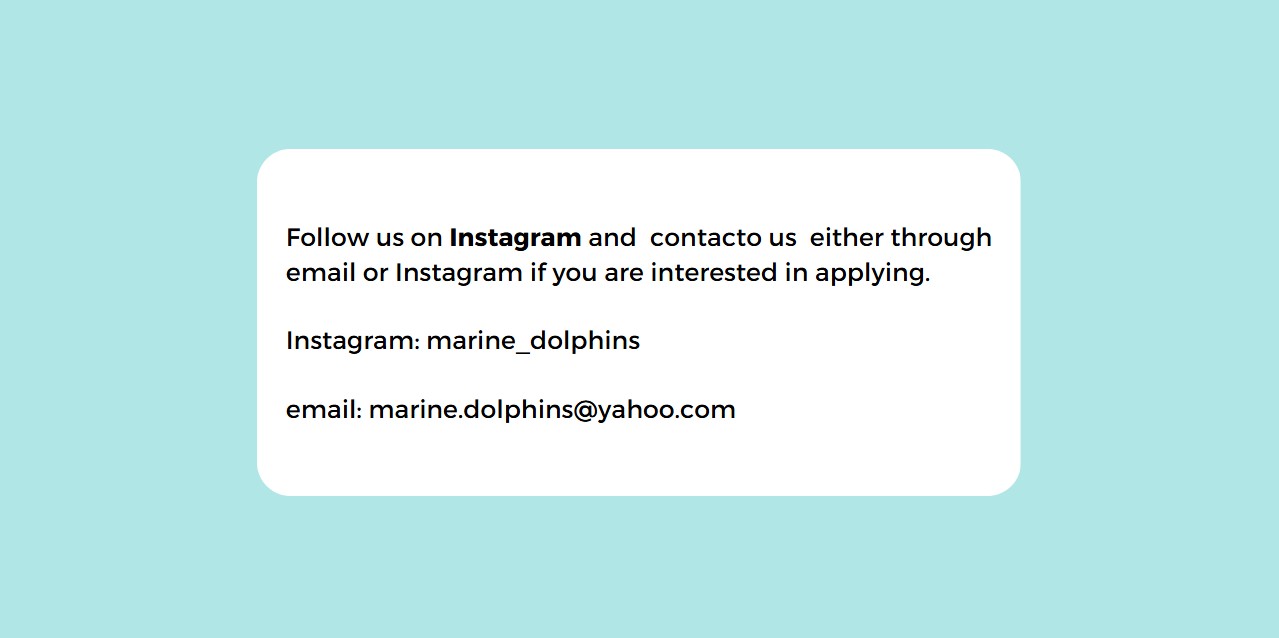 Follow us on Instagram and  contacto us  either through
email or Instagram if you are interested in applying.
Instagram: marine_dolphins
email: marine.dolphins@yahoo.com